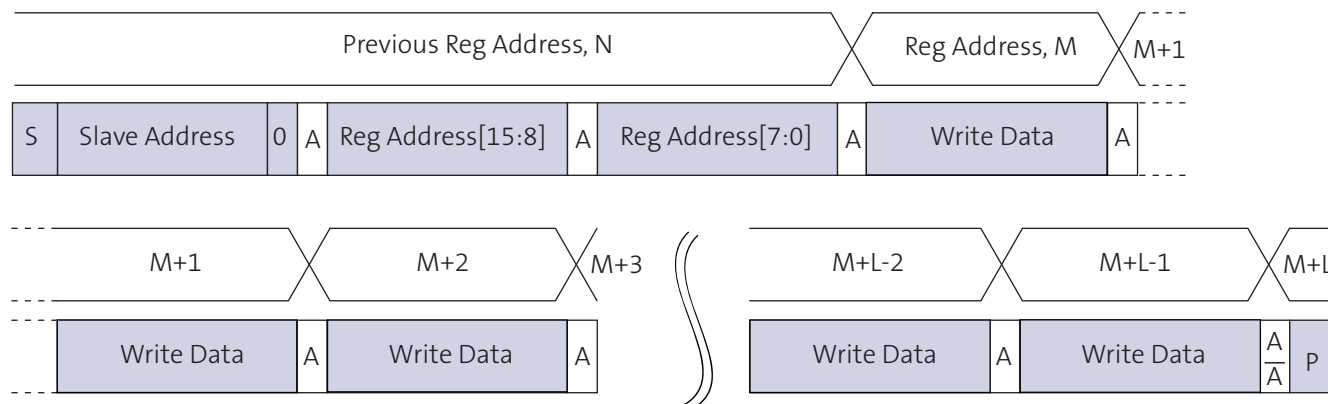 Previous Reg Address, N Reg Address, M M+1
S Slave Address 0 A Reg Address[15:8] A Reg Address[7:0] A Write Data A
M+1 M+2 M+3 M+L-2 M+L-1 M+L
Write Data A Write Data A Write Data A Write Data A/A̅ P